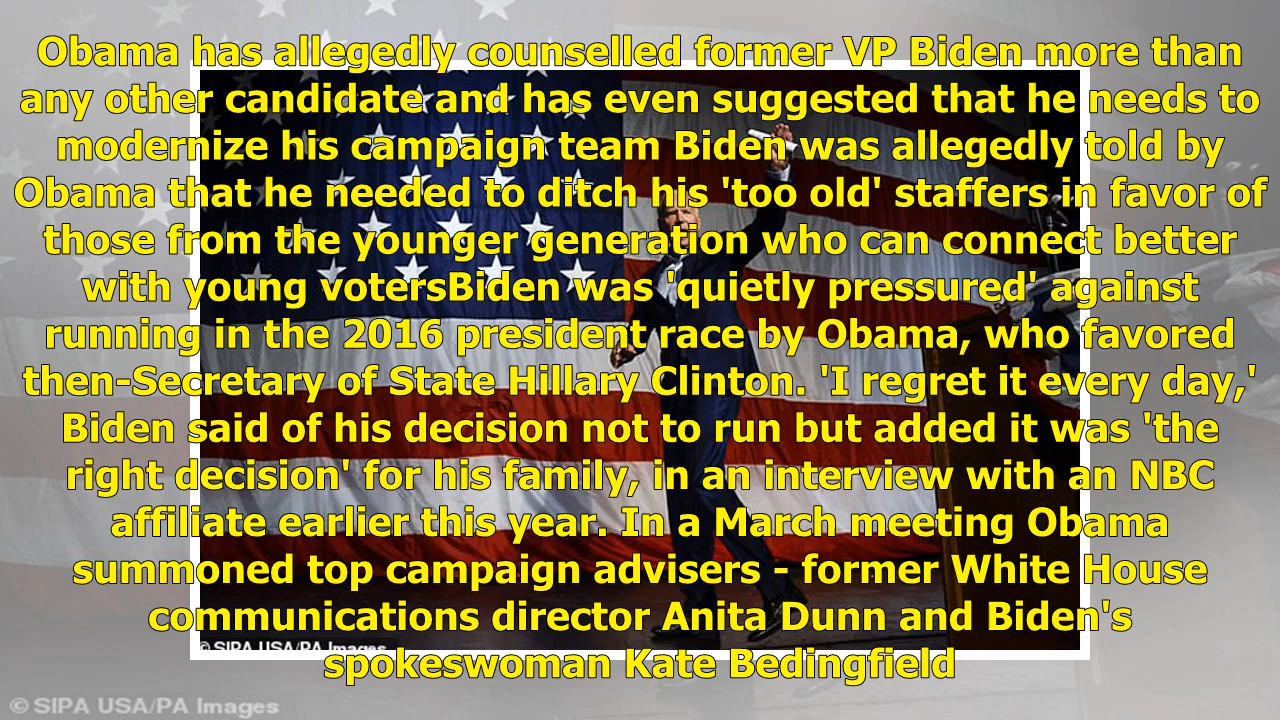 Obama has allegedly counselled former VP Biden more than
any other candidate and has even suggested that he needs to
modernize his campaign team Biden was allegedly told by
Obama that he needed to ditch his 'too old' staffers in favor of
those from the younger generation who can connect better
with young votersBiden was 'quietly pressured' against
running in the 2016 president race by Obama, who favored
then-Secretary of State Hillary Clinton. 'I regret it every day,'
Biden said of his decision not to run but added it was 'the
right decision' for his family, in an interview with an NBC
affiliate earlier this year. In a March meeting Obama
summoned top campaign advisers - former White House
communications director Anita Dunn and Biden's
© SIPA USA/PA Images
spokeswoman Kate Bedingfield
© SIPA USA/PA Images